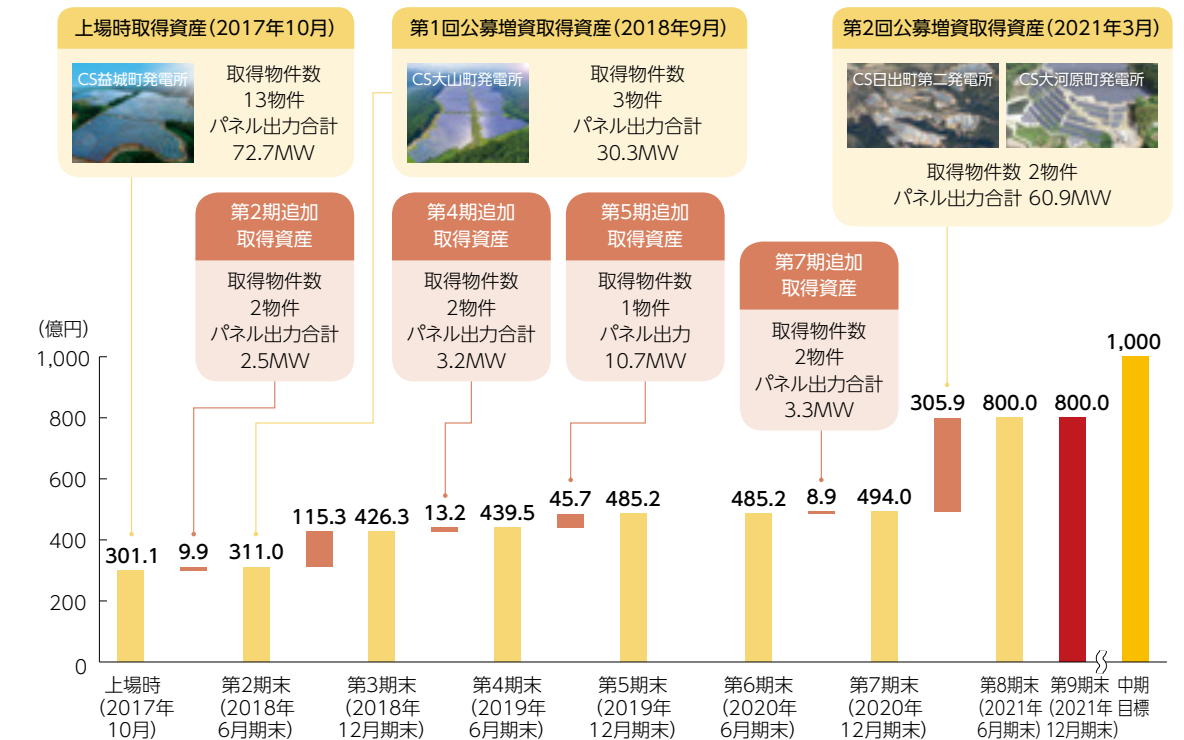 上場時取得資産(2017年10月)
CS益城町発電所
取得物件数
13物件
パネル出力合計
72.7MW
第1回公募増資取得資産(2018年9月)
CS大山町発電所
取得物件数
3物件
パネル出力合計
30.3MW
第2回公募増資取得資産(2021年3月)
CS日出町第二発電所
CS大河原町発電所
取得物件数 2物件
パネル出力合計 60.9MW
第2期追加
取得資産
取得物件数
2物件
パネル出力合計
2.5MW
第4期追加
取得資産
取得物件数
2物件
パネル出力合計
3.2MW
第5期追加
取得資産
取得物件数
1物件
パネル出力
10.7MW
第7期追加
取得資産
取得物件数
2物件
パネル出力合計
3.3MW
(億円)
1,000
800
600
400
200
0
301.1
9.9
311.0
115.3
426.3
13.2
439.5
45.7
485.2
485.2
8.9
494.0
305.9
800.0
800.0
1,000
上場時
(2017年
10月)
第2期末
(2018年
6月期末)
第3期末
(2018年
12月期末)
第4期末
(2019年
6月期末)
第5期末
(2019年
12月期末)
第6期末
(2020年
6月期末)
第7期末
(2020年
12月期末)
第8期末
(2021年
6月期末)
第9期末
(2021年
12月期末)
中期
目標